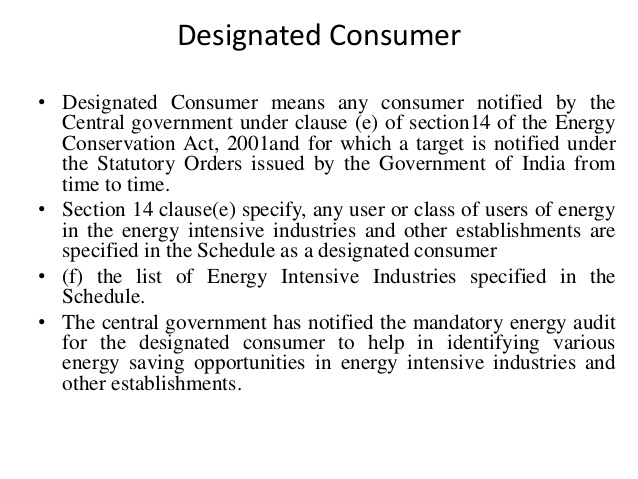 Designated Consumer
• Designated Consumer means any consumer notified by the
Central government under clause (e) of section14 of the Energy
Conservation Act, 2001and for which a target is notified under
the Statutory Orders issued by the Government of India from
time to time.
• Section 14 clause(e) specify, any user or class of users of energy
in the energy intensive industries and other establishments are
specified in the Schedule as a designated consumer
• (f) the list of Energy Intensive Industries specified in the
Schedule.
• The central government has notified the mandatory energy audit
for the designated consumer to help in identifying various
energy saving opportunities in energy intensive industries and
other establishments.